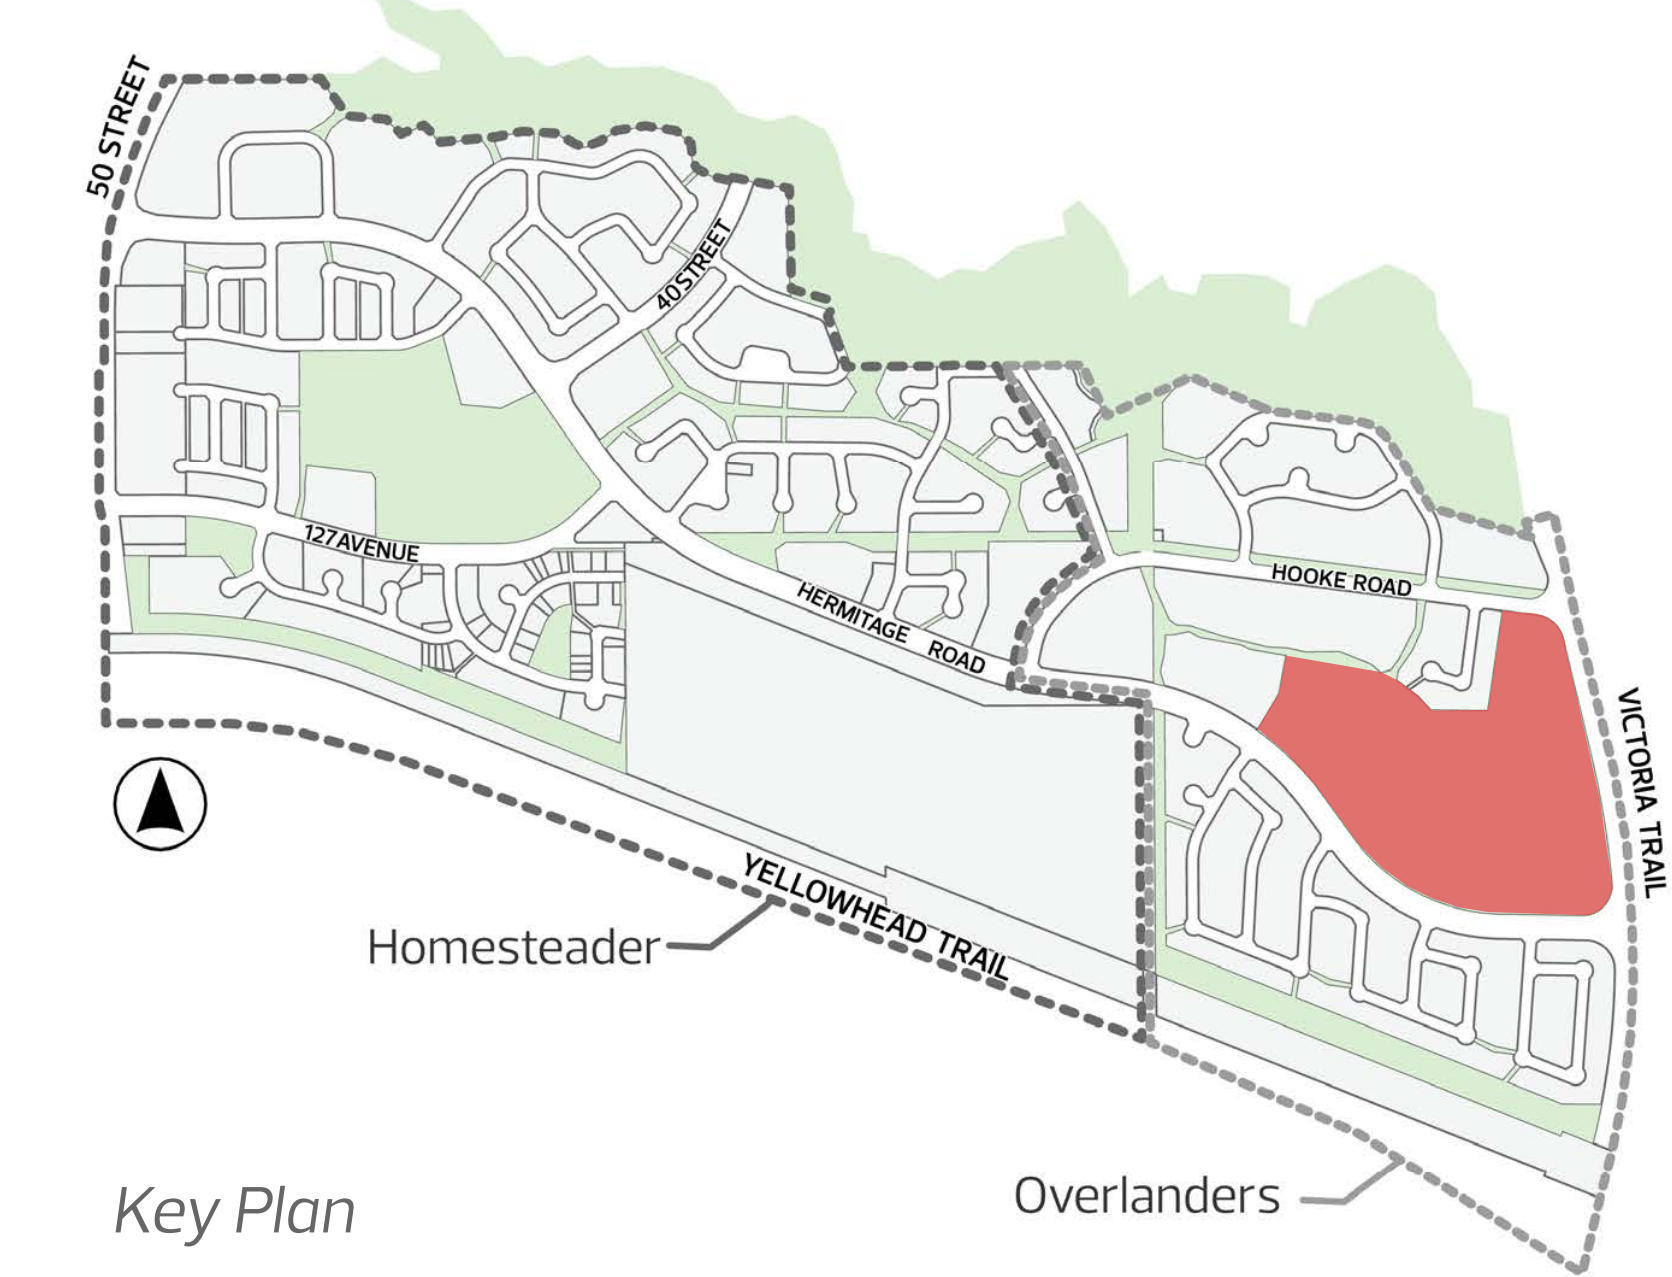 50 STREET
40 STREET
127 AVENUE
HERMITAGE ROAD
HOOKE ROAD
VICTORIA TRAIL
YELLOWHEAD TRAIL
Homesteader
Overlanders
Key Plan